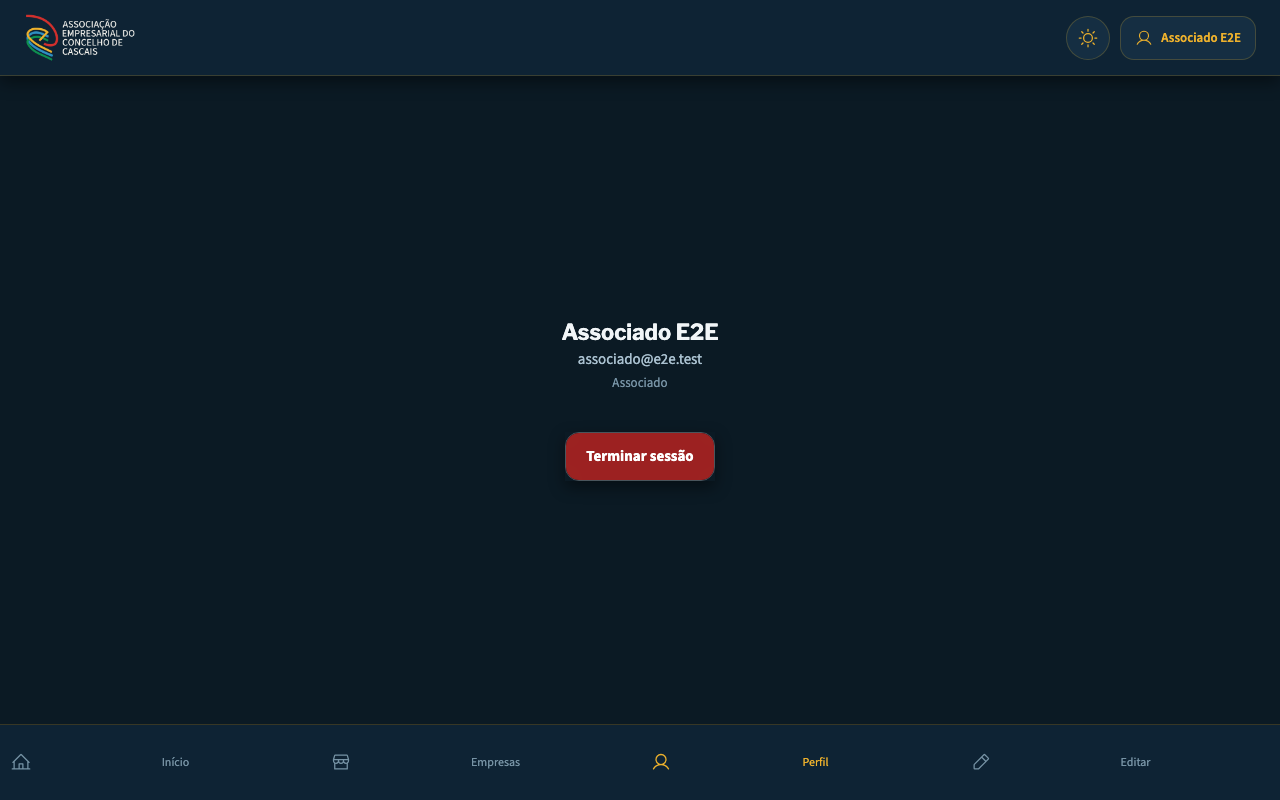 ASSOCIAÇÃO
EMPRESARIAL DO
CONCELHO DE
CASCAIS
Associado E2E
Associado E2E
associado@e2e.test
Associado
Terminar sessão
Início
Empresas
Perfil
Editar